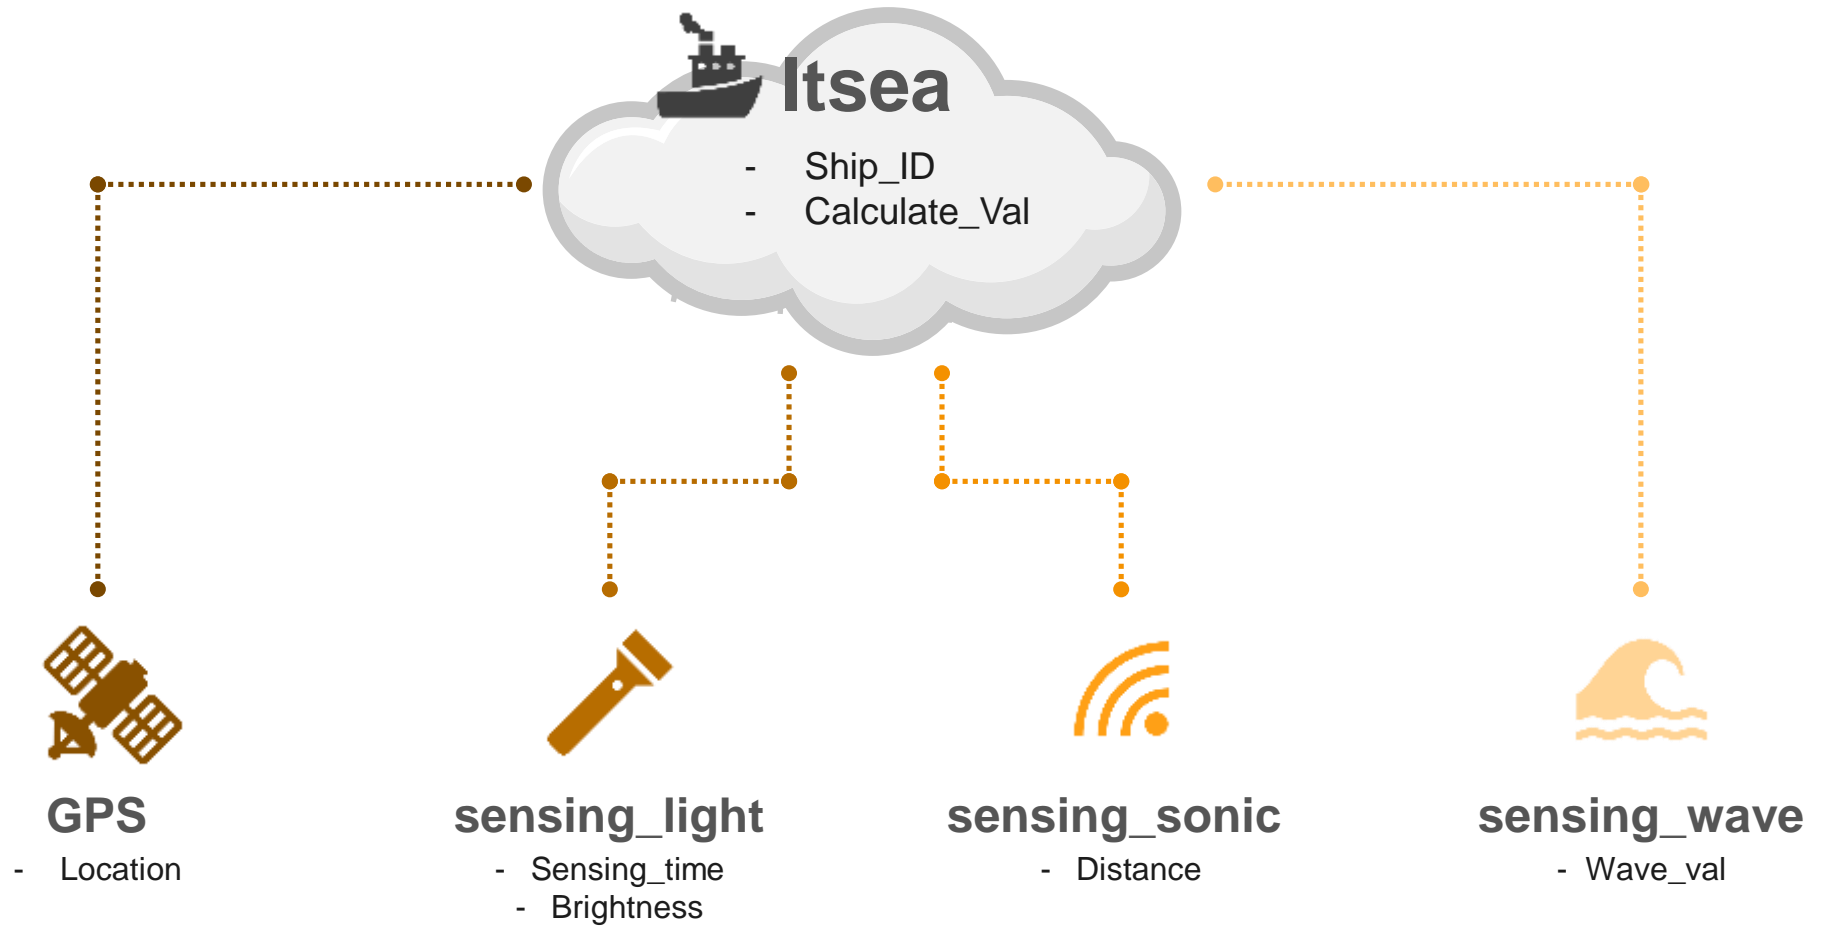 Itsea
- Ship_ID
- Calculate_Val
GPS
- Location
sensing_light
- Sensing_time
- Brightness
sensing_sonic
- Distance
sensing_wave
- Wave_val